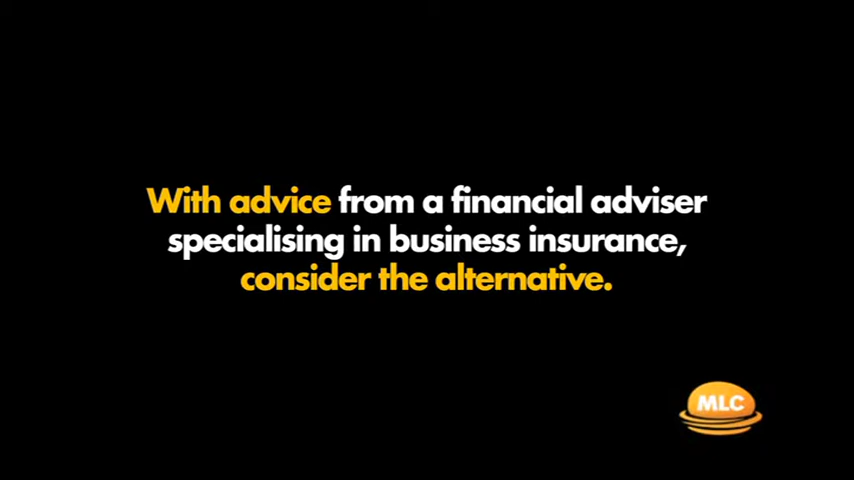 With advice from a financial adviser
specialising in business insurance,
consider the alternative.
MLC